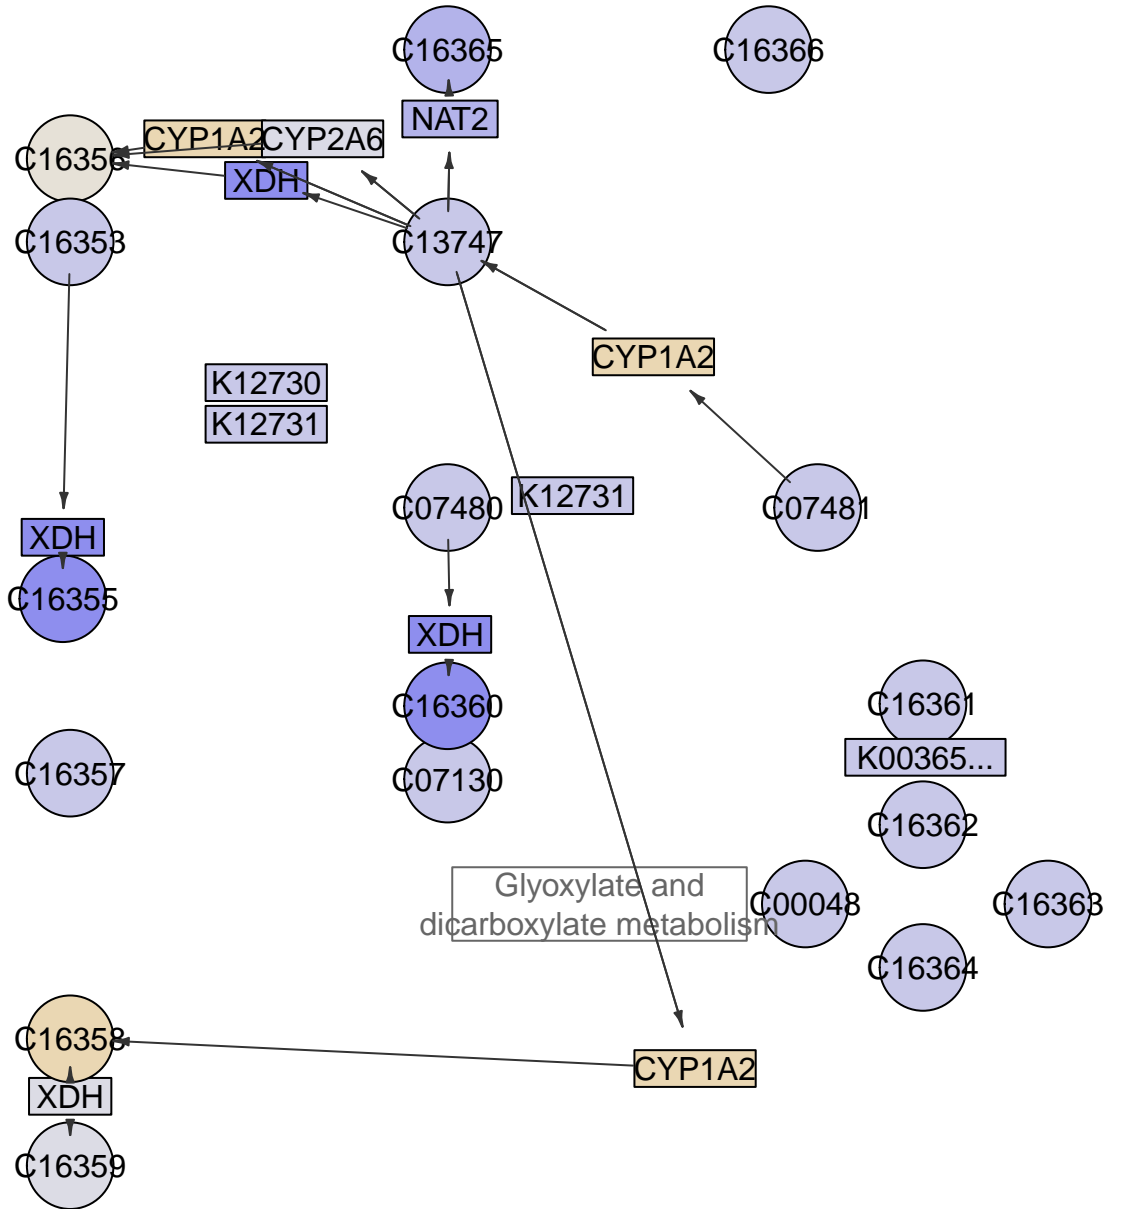 C16365
C16366
NAT2
CYP1A2
CYP2A6
C16356
XDH
C16353
C13747
CYP1A2
K12730
K12731
C07480
K12731
C07481
XDH
C16355
XDH
C16360
C16361
K00365...
C16357
C07130
C16362
Glyoxylate and
dicarboxylate metabolism
C00048
C16363
C16364
C16358
CYP1A2
XDH
C16359